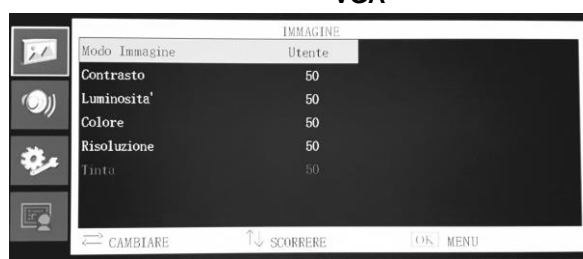 VGA
IMMAGINE
Modo Immagine Utente
Contrasto 50
Luminosita' 50
Colore 50
Risoluzione 50
Tinta 50
CAMBIARE SCORRERE OK MENU